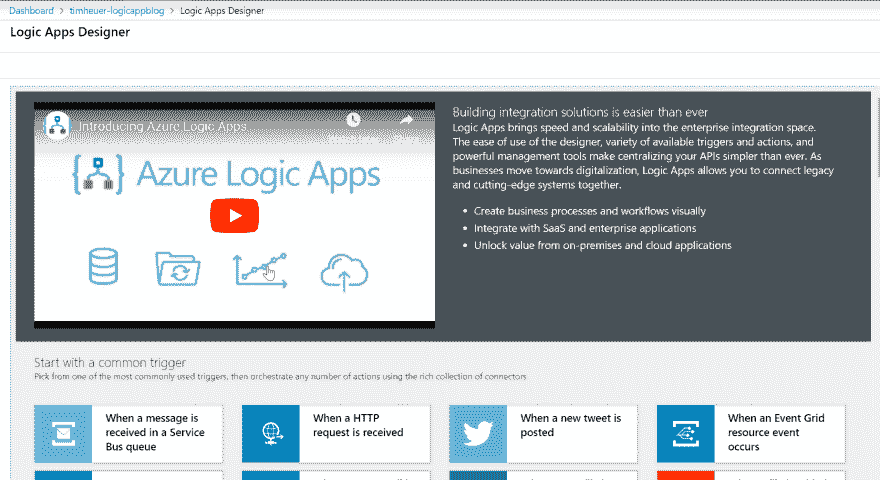 Dashboard > timheuer-logicappblog > Logic Apps Designer
Logic Apps Designer
Introducing Azure Logic Apps
{ } Azure Logic Apps
Building integration solutions is easier than ever
Logic Apps brings speed and scalability into the enterprise integration space.
The ease of use of the designer, variety of available triggers and actions, and
powerful management tools make centralizing your APIs simpler than ever. As
businesses move towards digitalization, Logic Apps allows you to connect legacy
and cutting-edge systems together.
• Create business processes and workflows visually
• Integrate with SaaS and enterprise applications
• Unlock value from on-premises and cloud applications
Start with a common trigger
Pick from one of the most commonly used triggers, then orchestrate any number of actions using the rich collection of connectors
When a message is
received in a Service
Bus queue
When a HTTP
request is received
When a new tweet is
posted
When an Event Grid
resource event
occurs